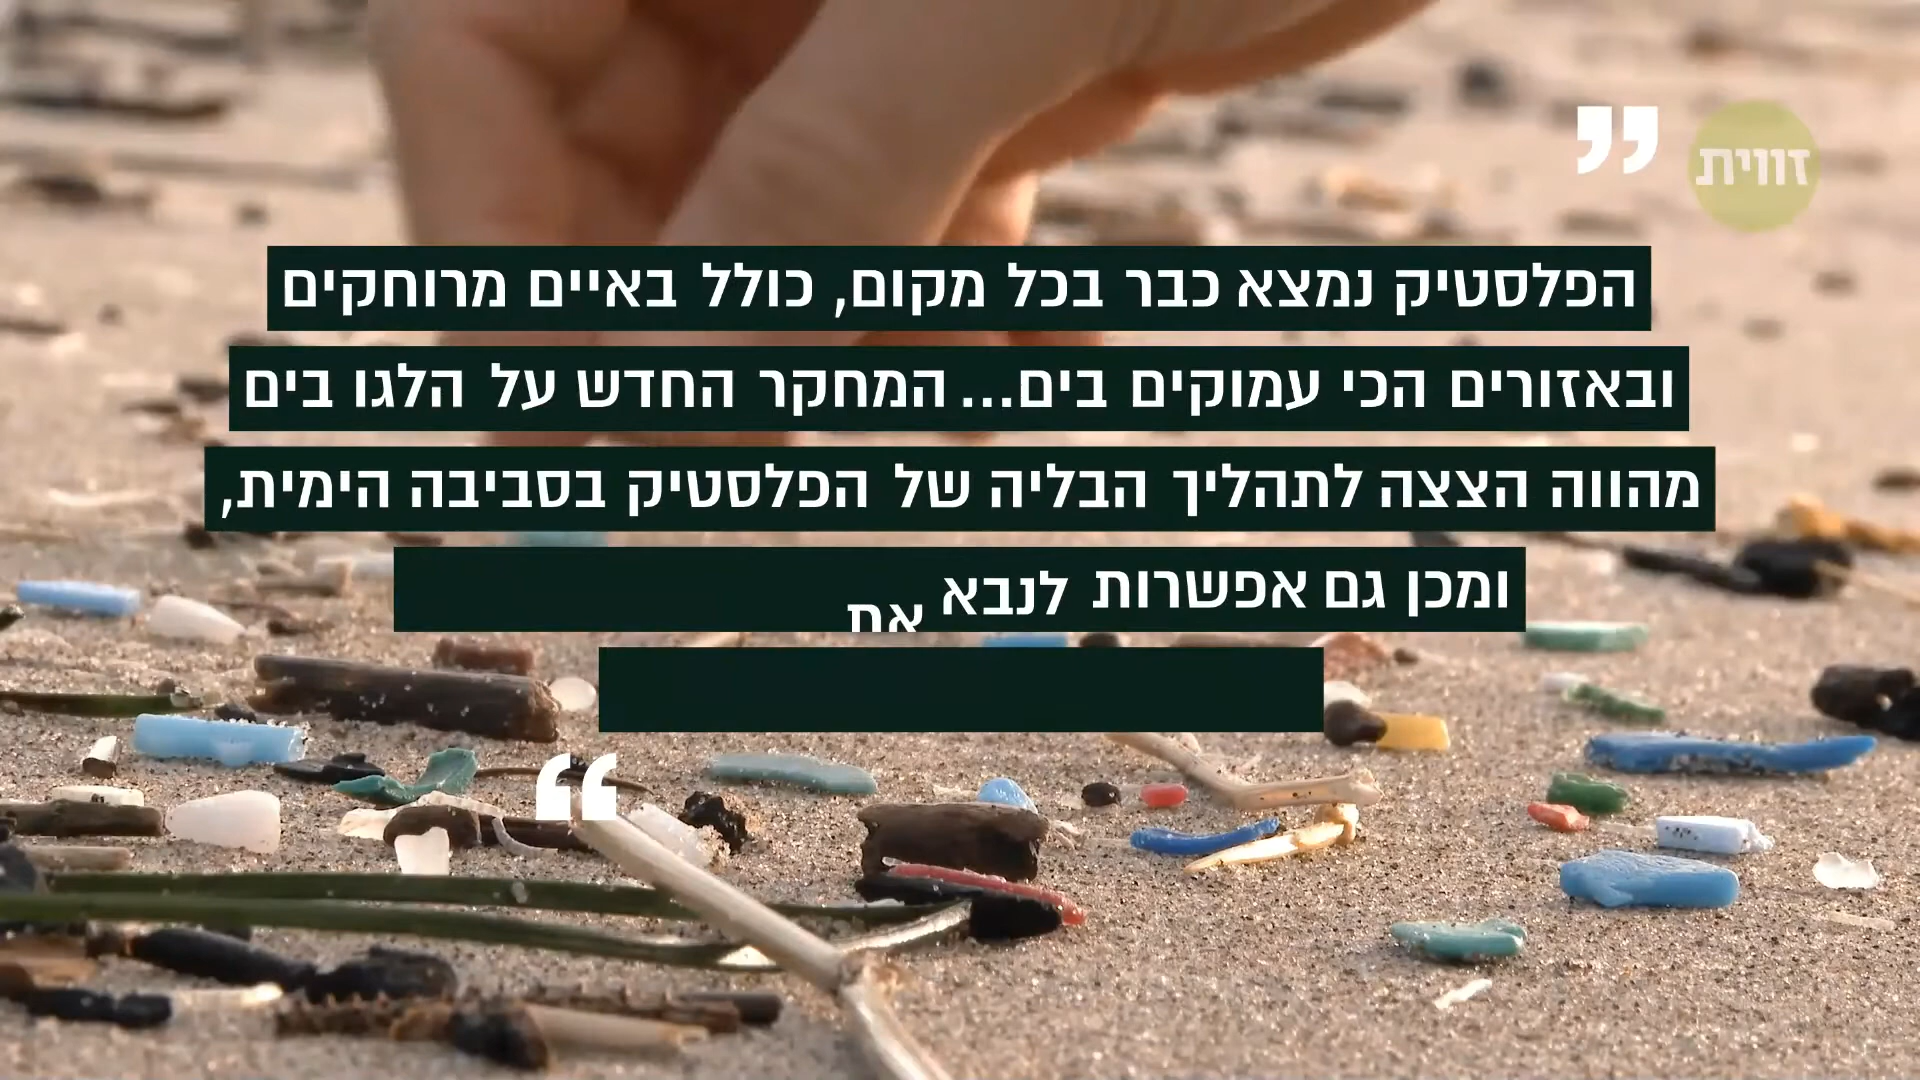 זווית
הפלסטיק נמצא כבר בכל מקום, כולל באיים מרוחקים
ובאזורים הכי עמוקים בים... המחקר החדש על הלגו בים
מהווה הצצה לתהליך הבליה של הפלסטיק בסביבה הימית,
ומכן גם אפשרות לנבא את